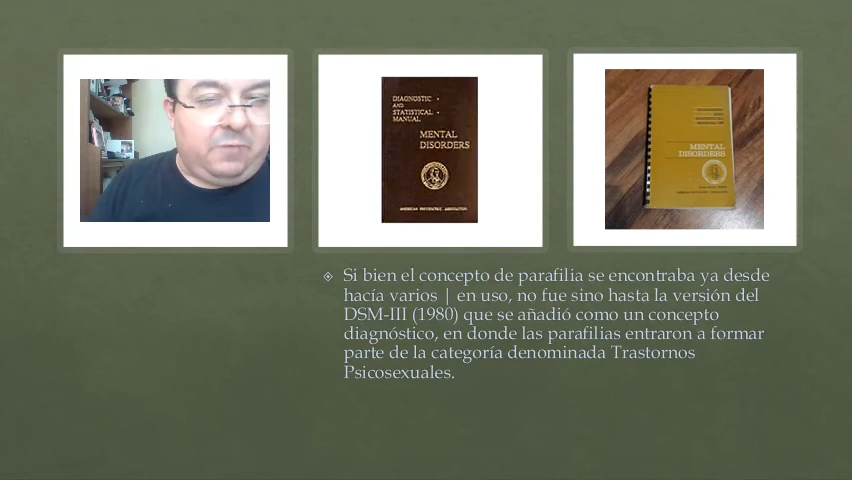 DIAGNOSTIC
AND
STATISTICAL
MANUAL
MENTAL
DISORDERS
AMERICAN PSYCHIATRIC ASSOCIATION
MENTAL
DISORDERS
Si bien el concepto de parafilia se encontraba ya desde
hacía varios | en uso, no fue sino hasta la versión del
DSM-III (1980) que se añadió como un concepto
diagnóstico, en donde las parafilias entraron a formar
parte de la categoría denominada Trastornos
Psicosexuales.